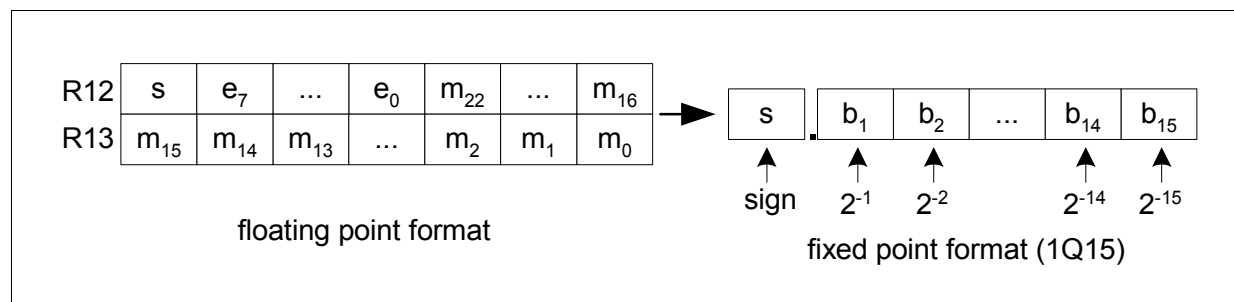 R12 s e₇ ... e₀ m₂₂ ... m₁₆
R13 m₁₅ m₁₄ m₁₃ ... m₂ m₁ m₀
floating point format
s . b₁ b₂ ... b₁₄ b₁₅
sign 2⁻¹ 2⁻² 2⁻¹⁴ 2⁻¹⁵
fixed point format (1Q15)